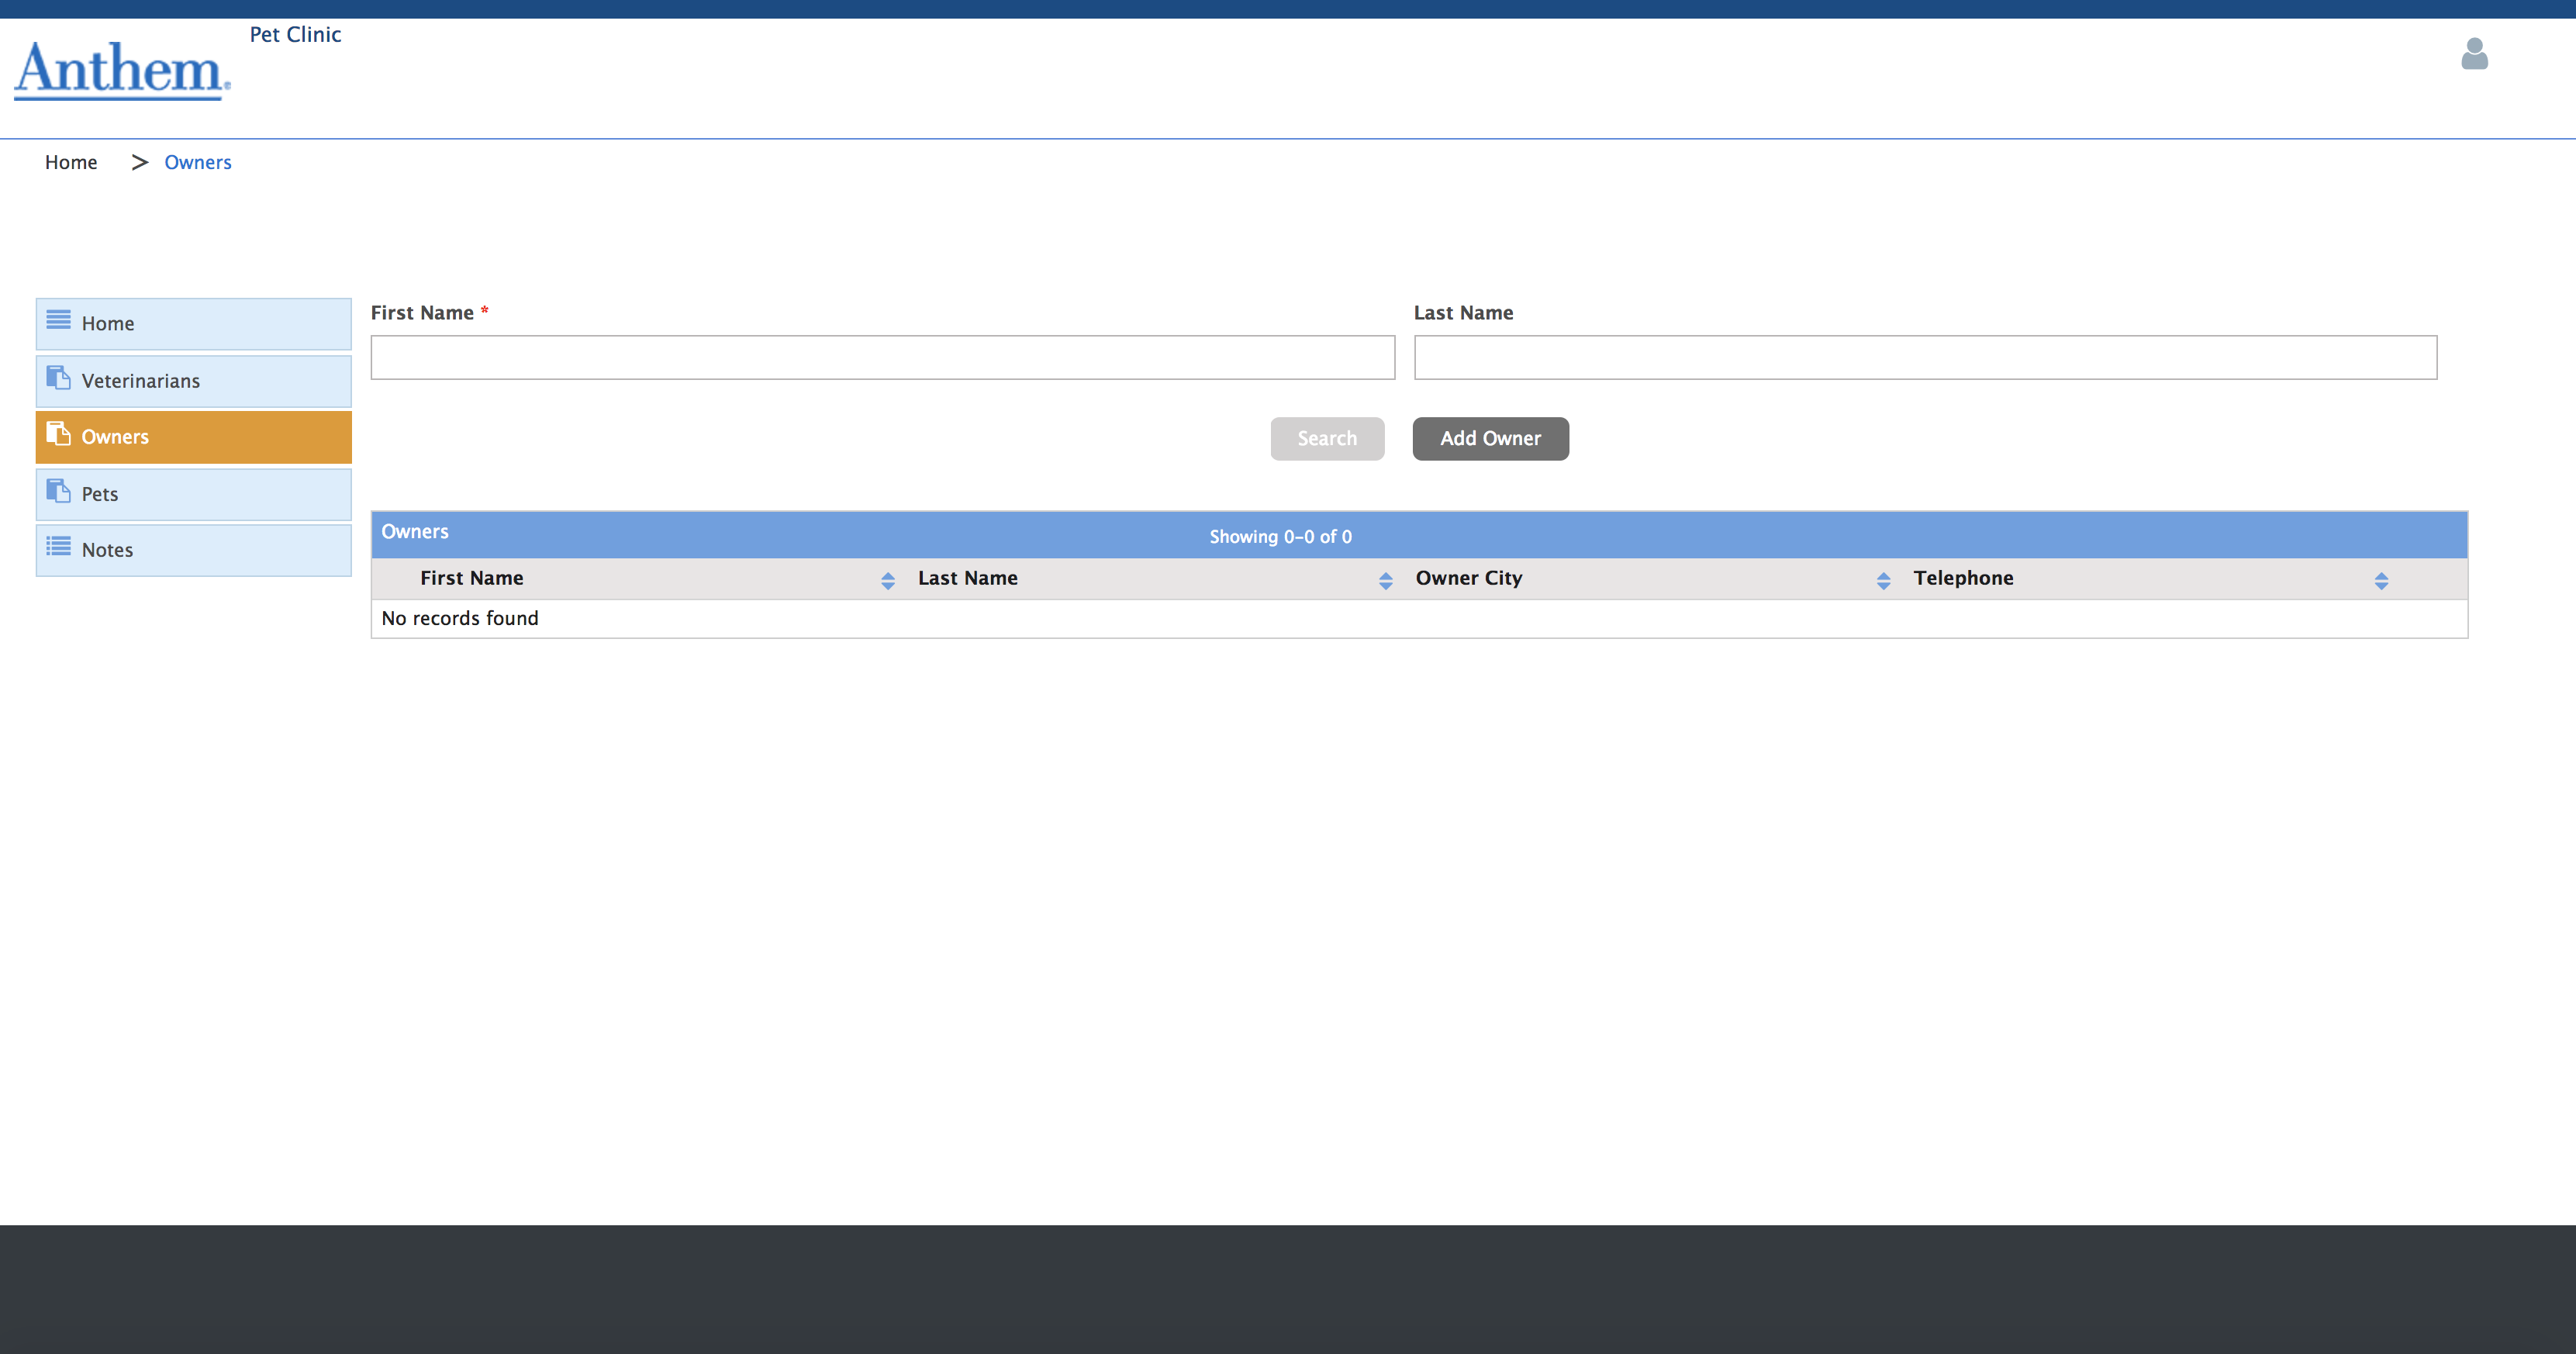 Pet Clinic
Anthem
Home > Owners
Home
Veterinarians
Owners
Pets
Notes
First Name *
Last Name
Search
Add Owner
Owners
Showing 0-0 of 0
First Name
Last Name
Owner City
Telephone
No records found